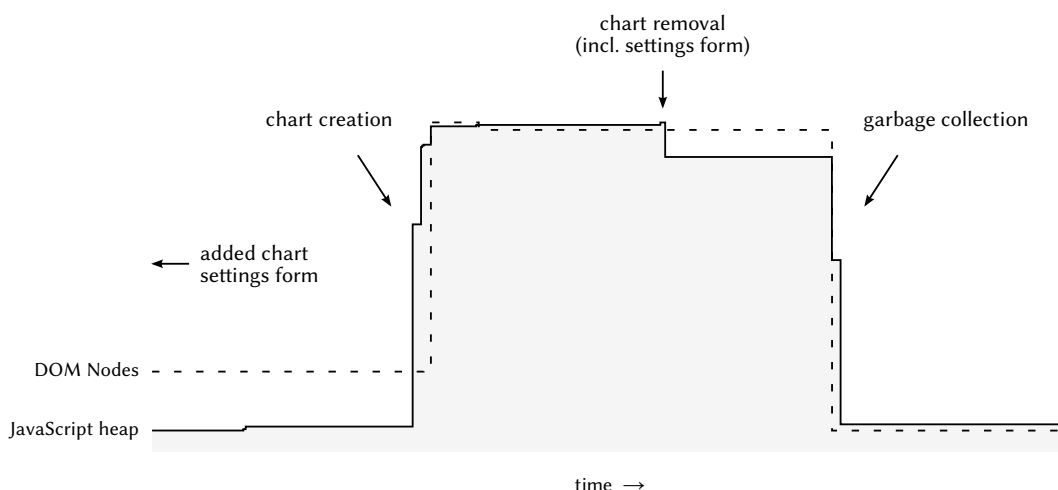 chart removal
(incl. settings form)
chart creation
garbage collection
added chart
settings form
DOM Nodes
JavaScript heap
time →